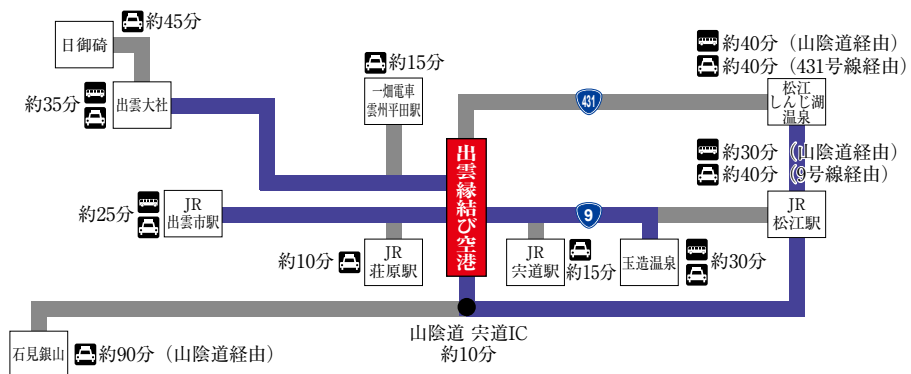 約45分
日御碕
約35分
出雲大社
約15分
一畑電車
雲州平田駅
431
約40分（山陰道経由）
約40分（431号線経由）
松江
しんじ湖
温泉
出雲縁結び空港
約30分（山陰道経由）
約40分（9号線経由）
約25分
JR
出雲市駅
9
JR
松江駅
約10分
JR
荘原駅
JR
宍道駅
約15分
玉造温泉
約30分
山陰道 宍道IC
約10分
石見銀山
約90分（山陰道経由）